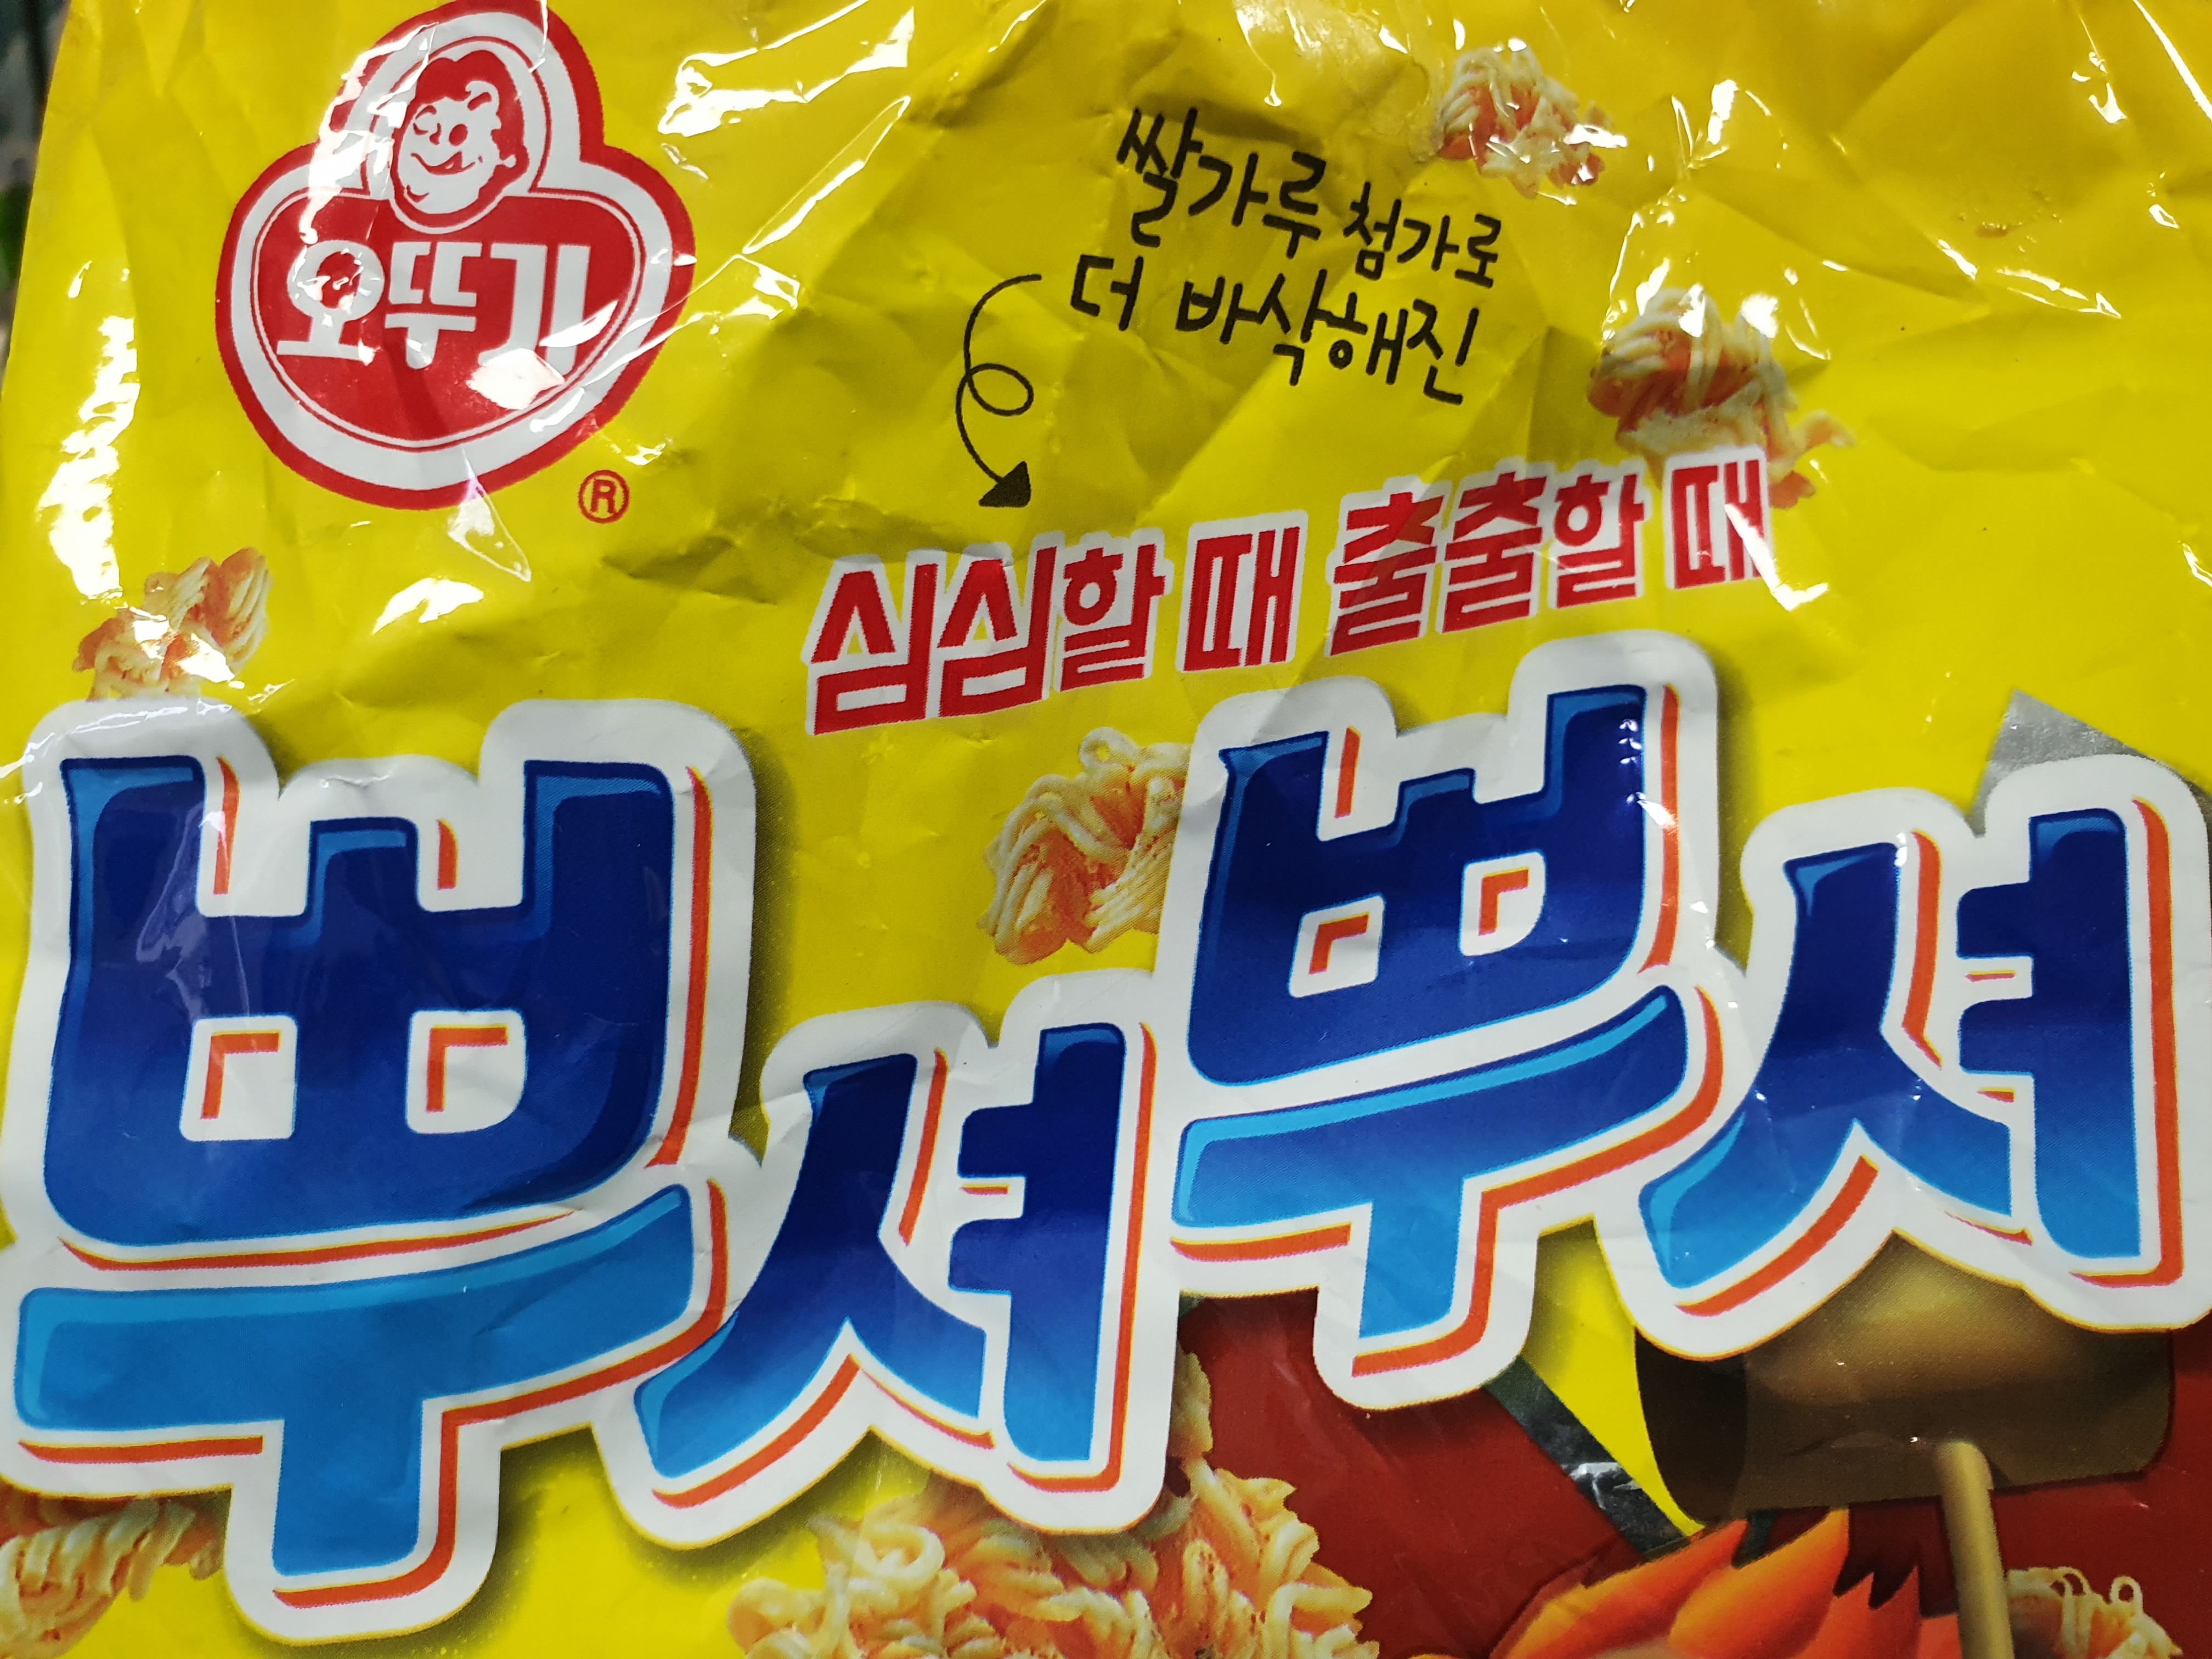 오뚜기
®
쌀가루 첨가로
더 바삭해진
심심할 때 출출할 때
뿌셔뿌셔